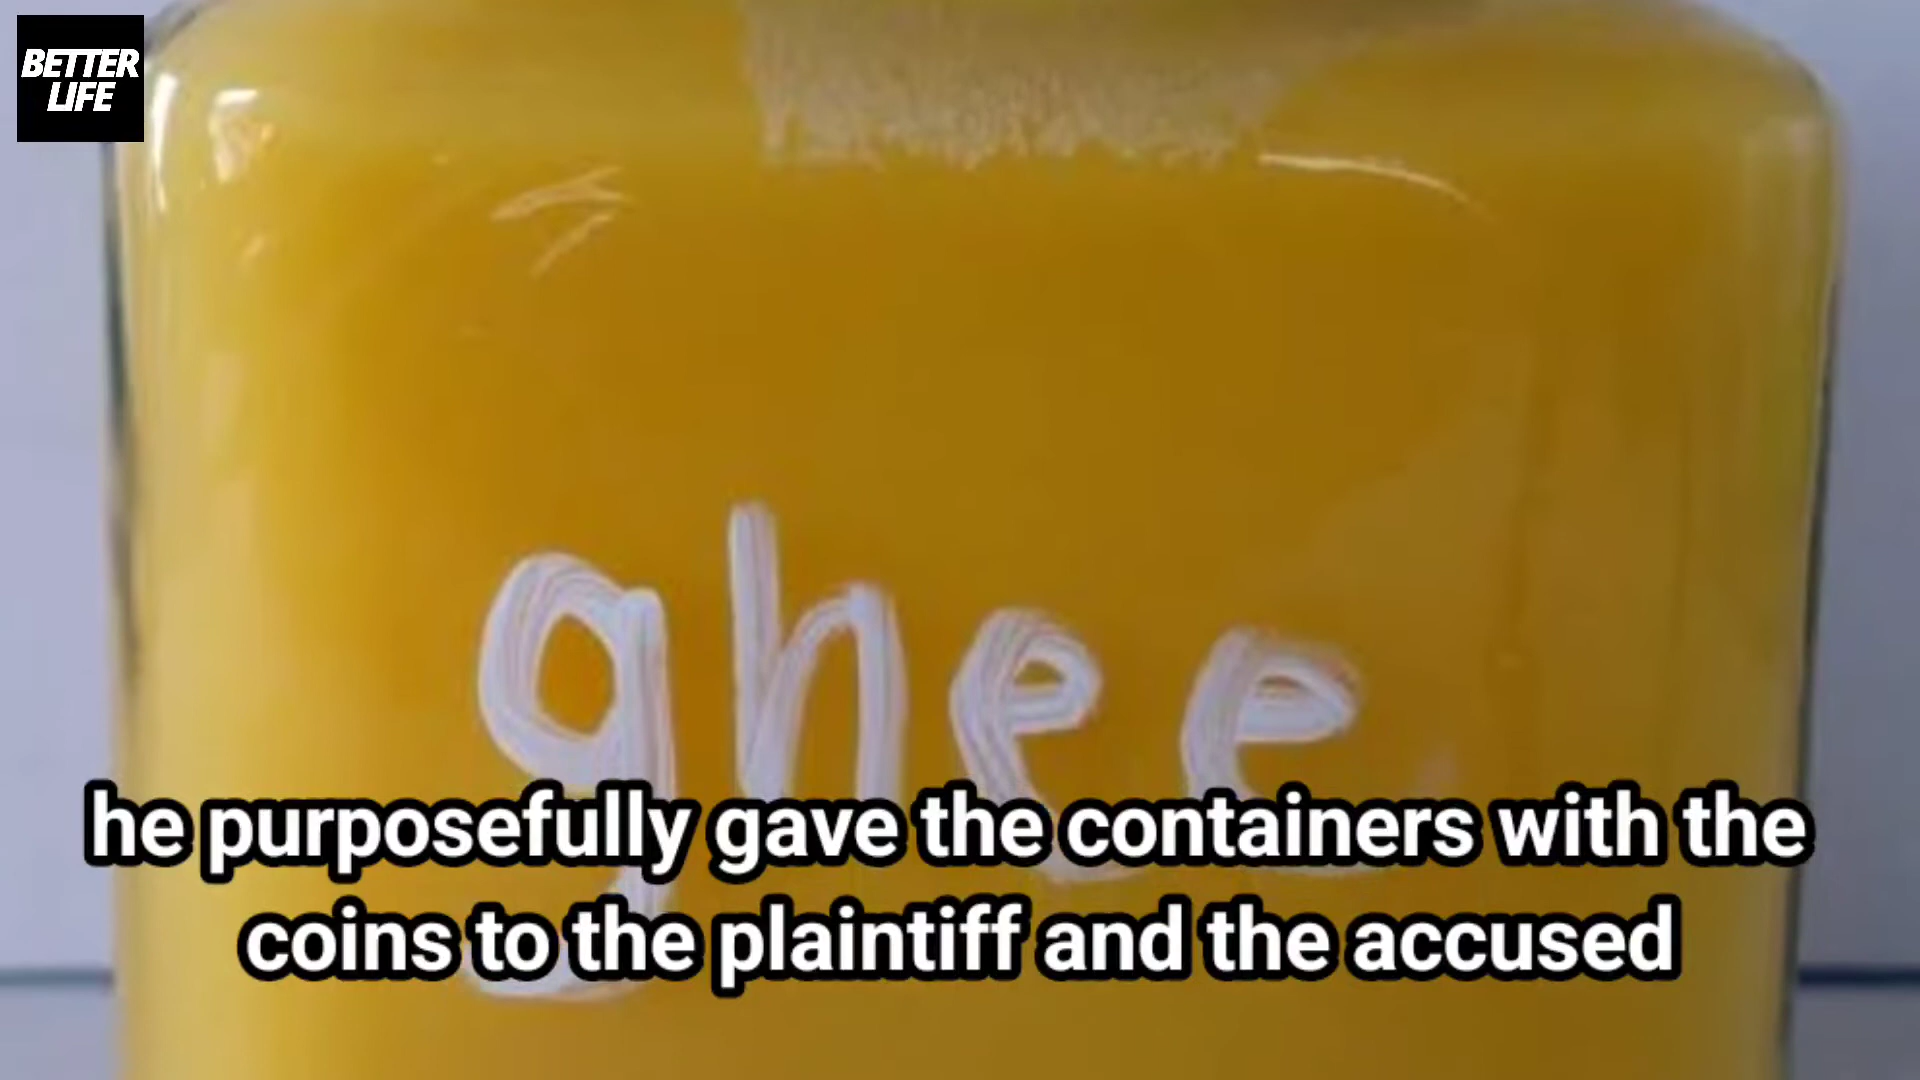 BETTER
LIFE
ghee
he purposefully gave the containers with the
coins to the plaintiff and the accused